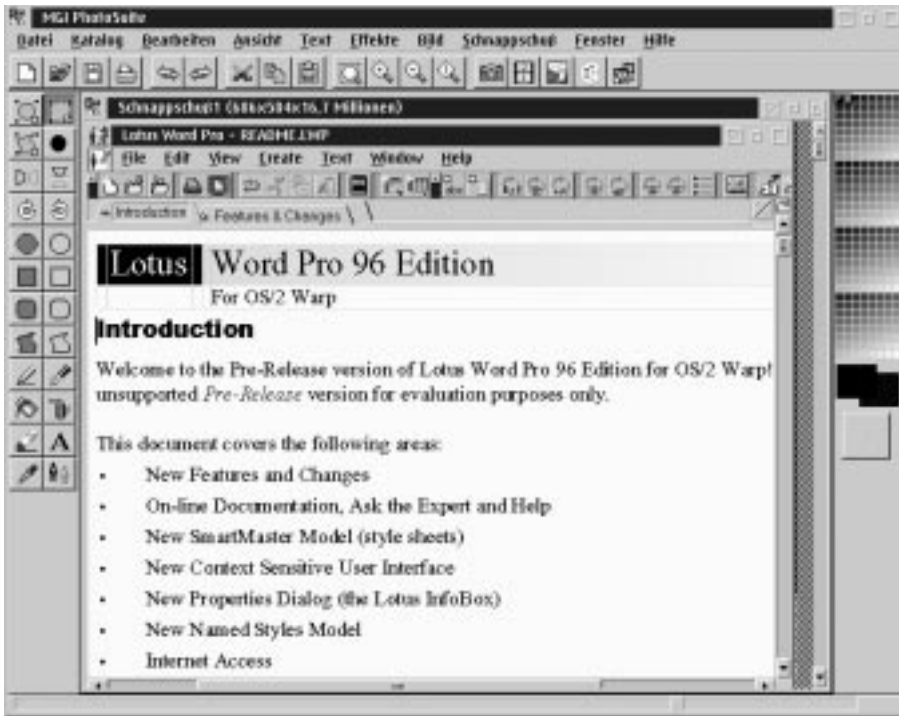 MGI PhotoSuite
Datei Katalog Bearbeiten Ansicht Text Effekte Bild Schnappschuß Fenster Hilfe
Schnappschuß1 (686x504x16,7 Millionen)
Lotus Word Pro - README.LWP
File Edit View Create Text Window Help
Introduction Features & Changes
Lotus Word Pro 96 Edition
For OS/2 Warp
Introduction
Welcome to the Pre-Release version of Lotus Word Pro 96 Edition for OS/2 Warp!
unsupported Pre-Release version for evaluation purposes only.
This document covers the following areas:
• New Features and Changes
• On-line Documentation, Ask the Expert and Help
• New SmartMaster Model (style sheets)
• New Context Sensitive User Interface
• New Properties Dialog (the Lotus InfoBox)
• New Named Styles Model
• Internet Access